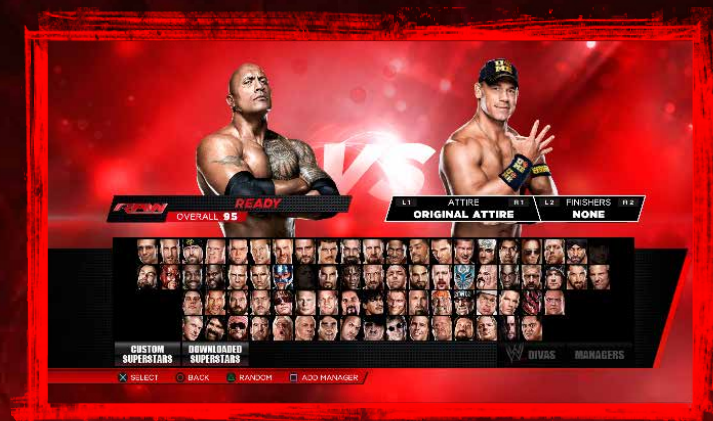 VS
RAW
READY
OVERALL 95
L1 ATTIRE R1 L2 FINISHERS R2
ORIGINAL ATTIRE NONE
CUSTOM SUPERSTARS
DOWNLOADED SUPERSTARS
W DIVAS MANAGERS
SELECT BACK RANDOM ADD MANAGER